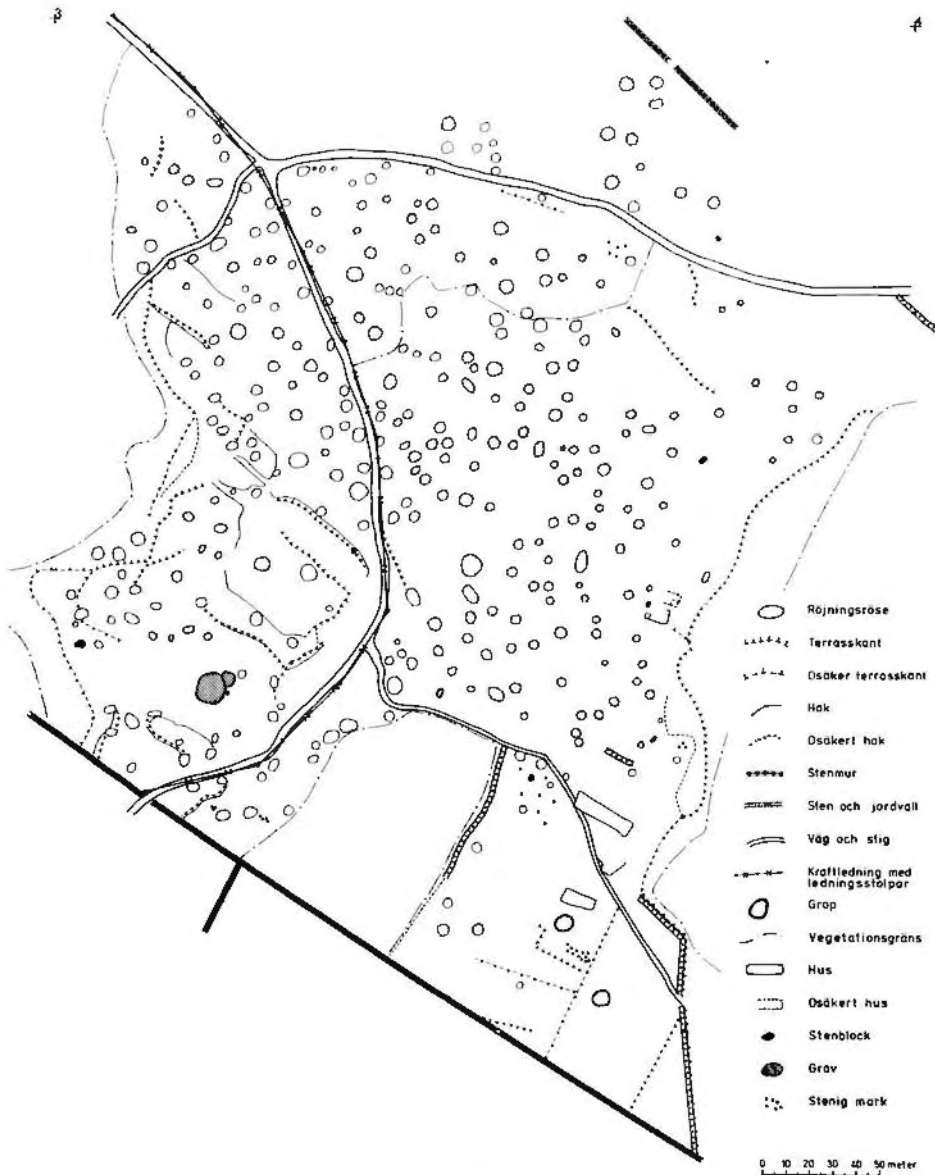 3
4
Röjningsröse
Terrasskant
Osäker terrasskant
Hak
Osäkert hak
Stenmur
Sten och jordvall
Väg och stig
Kraftledning med
ledningsstolpar
Grop
Vegetationsgräns
Hus
Osäkert hus
Stenblock
Grav
Stenig mark
0 10 20 30 40 50 meter